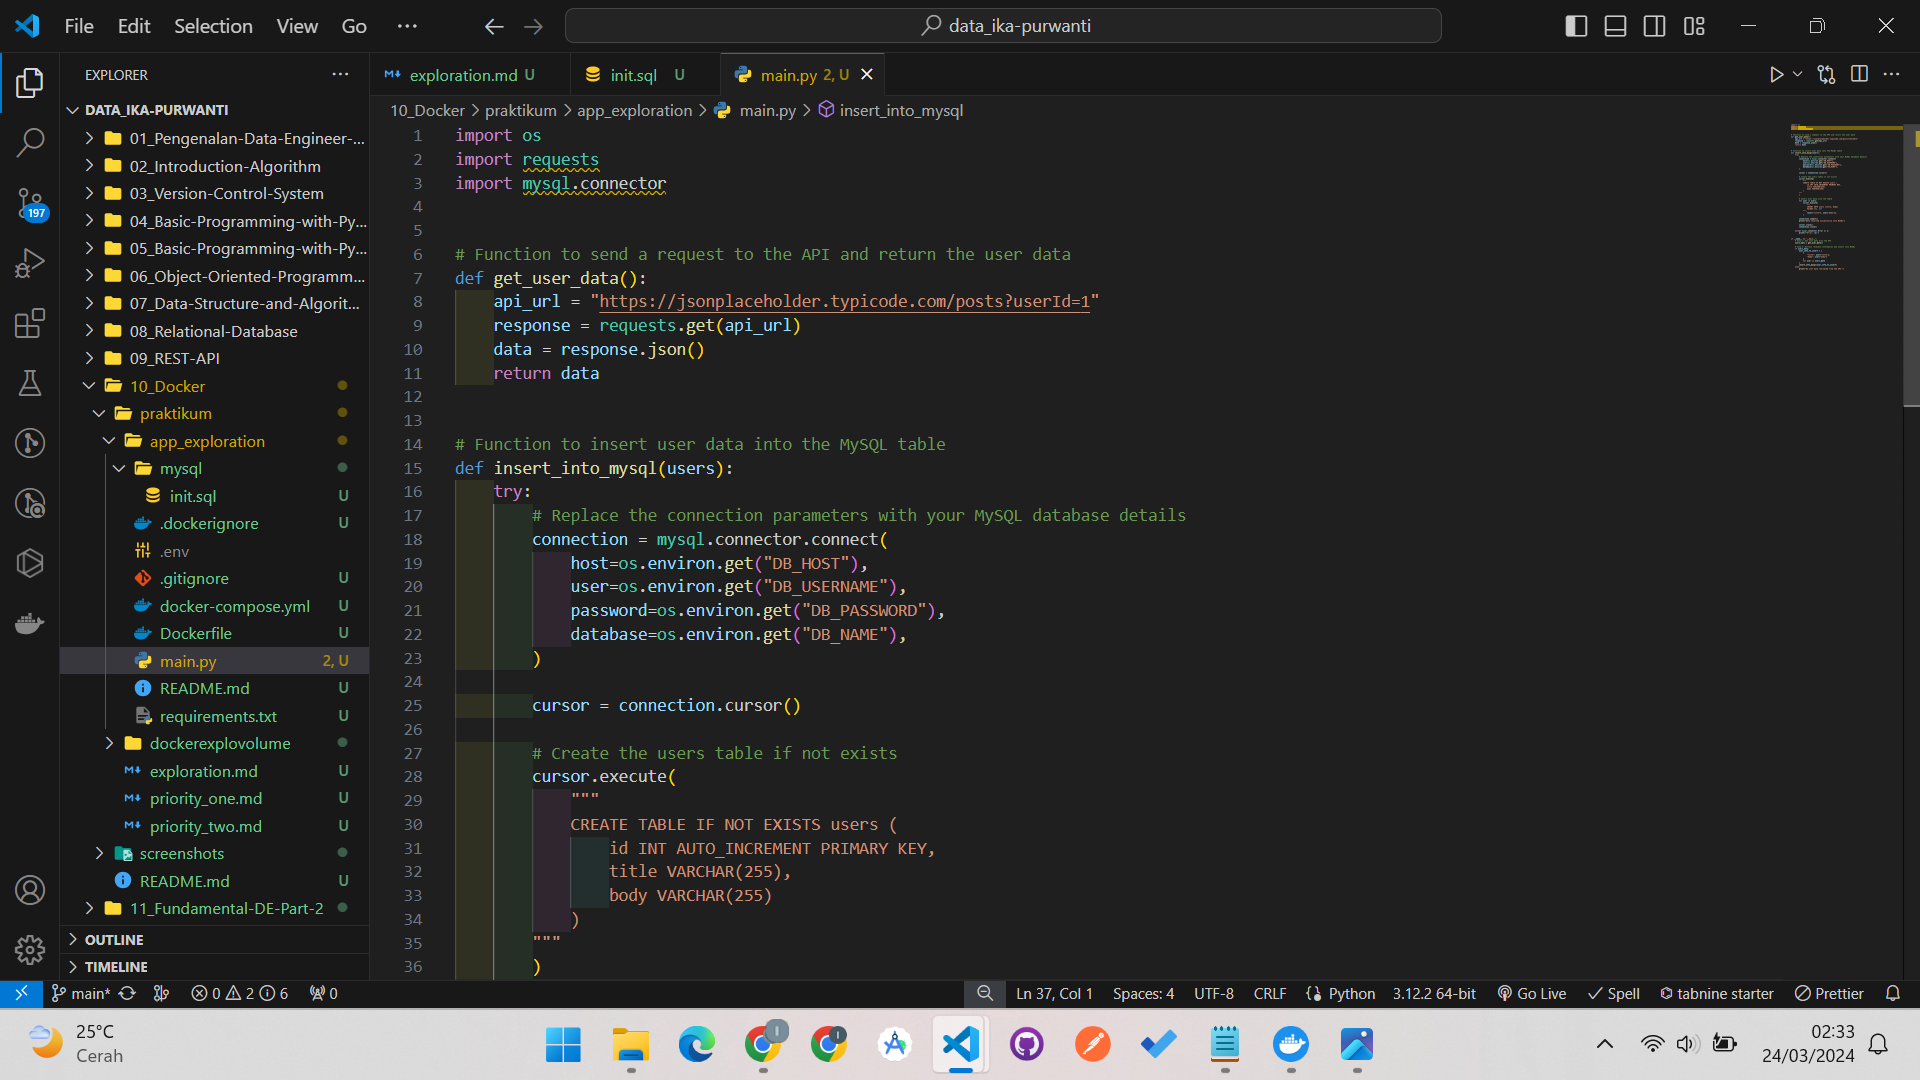 File Edit Selection View Go ···
data_ika-purwanti
EXPLORER
exploration.md U
init.sql U
main.py 2, U
DATA_IKA-PURWANTI
10_Docker > praktikum > app_exploration > main.py > insert_into_mysql
01_Pengenalan-Data-Engineer-...
02_Introduction-Algorithm
03_Version-Control-System
04_Basic-Programming-with-Py...
05_Basic-Programming-with-Py...
06_Object-Oriented-Programm...
07_Data-Structure-and-Algorit...
08_Relational-Database
09_REST-API
10_Docker
praktikum
app_exploration
mysql
init.sql U
.dockerignore U
.env
.gitignore U
docker-compose.yml U
Dockerfile U
main.py 2, U
README.md U
requirements.txt U
dockerexplovolume
exploration.md U
priority_one.md U
priority_two.md U
screenshots
README.md U
11_Fundamental-DE-Part-2
OUTLINE
TIMELINE
197
1 import os
2 import requests
3 import mysql.connector
4
5
6 # Function to send a request to the API and return the user data
7 def get_user_data():
8 api_url = "https://jsonplaceholder.typicode.com/posts?userId=1"
9 response = requests.get(api_url)
10 data = response.json()
11 return data
12
13
14 # Function to insert user data into the MySQL table
15 def insert_into_mysql(users):
16 try:
17 # Replace the connection parameters with your MySQL database details
18 connection = mysql.connector.connect(
19 host=os.environ.get("DB_HOST"),
20 user=os.environ.get("DB_USERNAME"),
21 password=os.environ.get("DB_PASSWORD"),
22 database=os.environ.get("DB_NAME"),
23 )
24
25 cursor = connection.cursor()
26
27 # Create the users table if not exists
28 cursor.execute(
29 """
30 CREATE TABLE IF NOT EXISTS users (
31 id INT AUTO_INCREMENT PRIMARY KEY,
32 title VARCHAR(255),
33 body VARCHAR(255)
34 )
35 """
36 )
main* 0 2 6 0 Ln 37, Col 1 Spaces: 4 UTF-8 CRLF Python 3.12.2 64-bit Go Live Spell tabnine starter Prettier
25°C
Cerah
02:33
24/03/2024